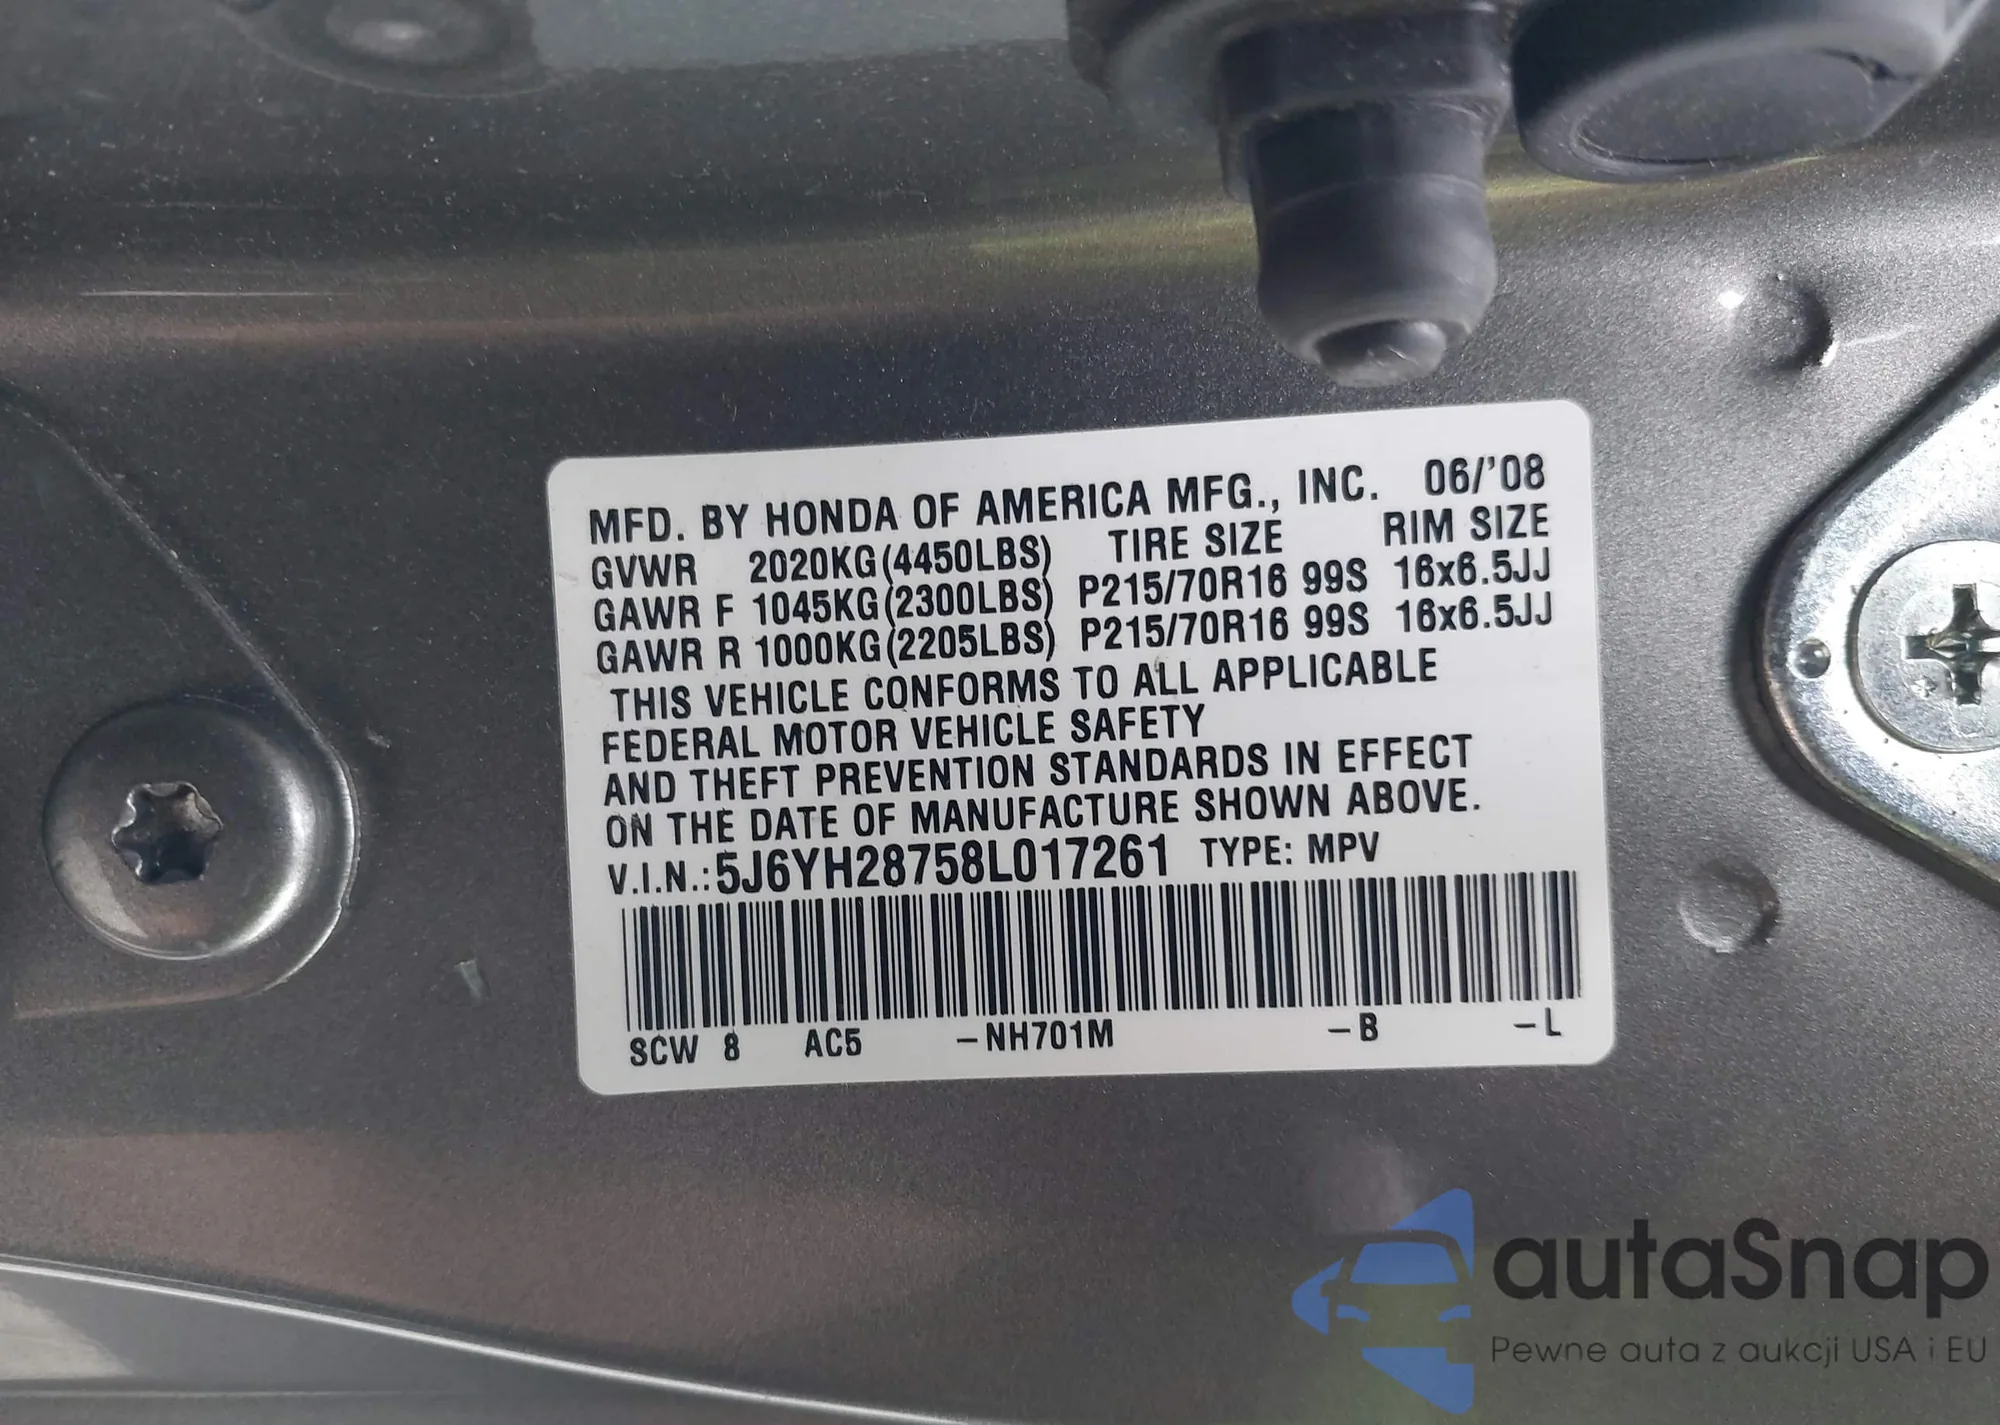 MFD. BY HONDA OF AMERICA MFG., INC. 06/'08
GVWR 2020KG(4450LBS) TIRE SIZE RIM SIZE
GAWR F 1045KG(2300LBS) P215/70R16 99S 16x6.5JJ
GAWR R 1000KG(2205LBS) P215/70R16 99S 16x6.5JJ
THIS VEHICLE CONFORMS TO ALL APPLICABLE
FEDERAL MOTOR VEHICLE SAFETY
AND THEFT PREVENTION STANDARDS IN EFFECT
ON THE DATE OF MANUFACTURE SHOWN ABOVE.
V.I.N.:5J6YH28758L017261 TYPE: MPV
SCW 8 AC5 -NH701M -B -L
autaSnap
Pewne auta z aukcji USA i EU